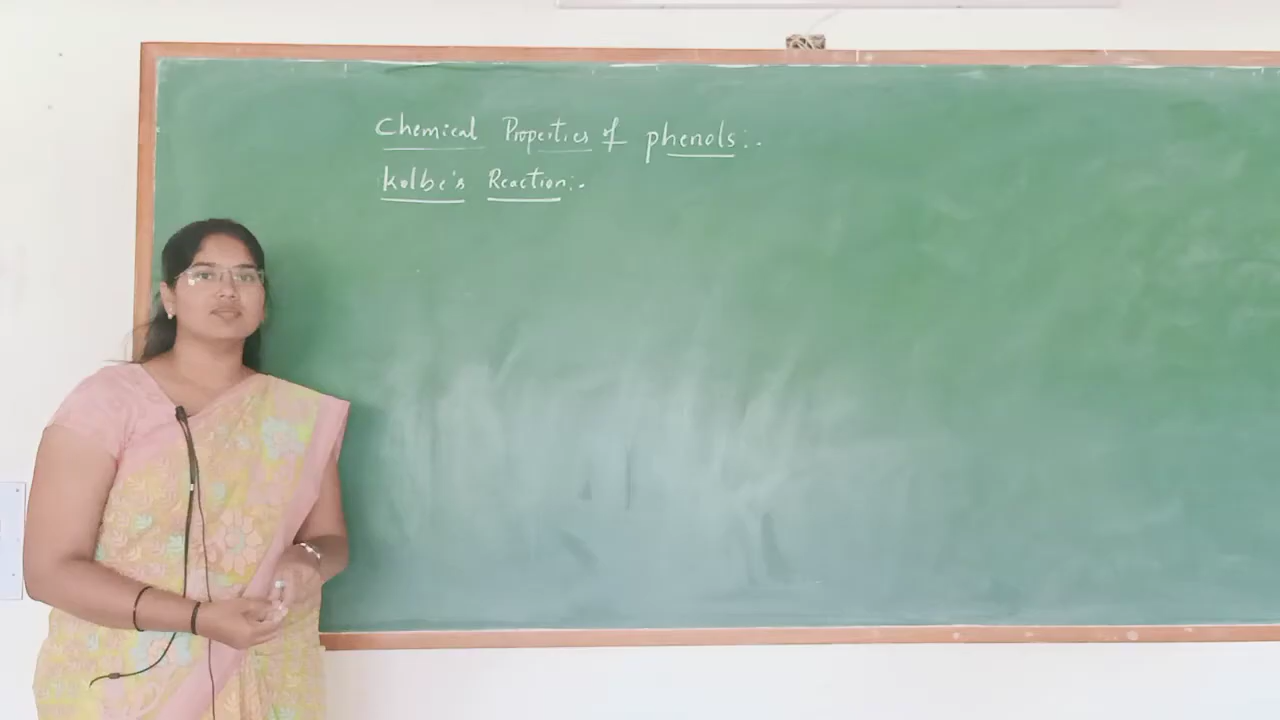 Chemical Properties of phenols:.
Kolbe's Reaction:.